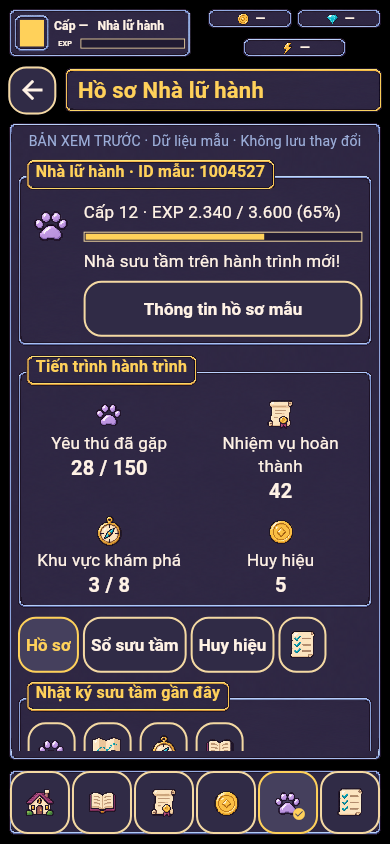 Cấp — Nhà lữ hành
EXP
—
—
—
Hồ sơ Nhà lữ hành
BẢN XEM TRƯỚC · Dữ liệu mẫu · Không lưu thay đổi
Nhà lữ hành · ID mẫu: 1004527
Cấp 12 · EXP 2.340 / 3.600 (65%)
Nhà sưu tầm trên hành trình mới!
Thông tin hồ sơ mẫu
Tiến trình hành trình
Yêu thú đã gặp
28 / 150
Nhiệm vụ hoàn
thành
42
Khu vực khám phá
3 / 8
Huy hiệu
5
Hồ sơ
Sổ sưu tầm
Huy hiệu
Nhật ký sưu tầm gần đây